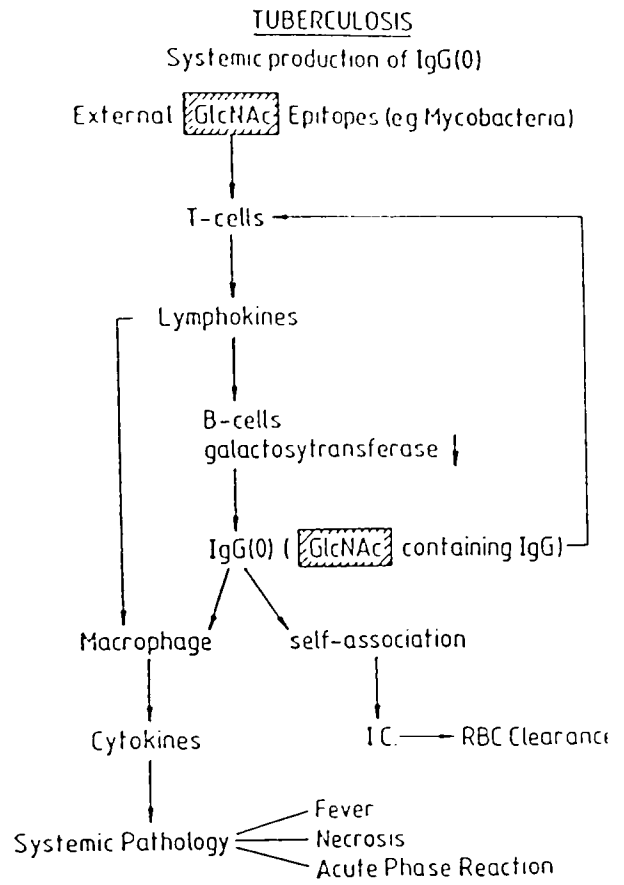 TUBERCULOSIS
Systemic production of IgG(0)
External GlcNAc Epitopes (eg Mycobacteria)
T-cells
Lymphokines
B-cells
galactosytransferase
IgG(0) ( GlcNAc containing IgG)
Macrophage
self-association
Cytokines
I C. RBC Clearance
Fever
Systemic Pathology
Necrosis
Acute Phase Reaction